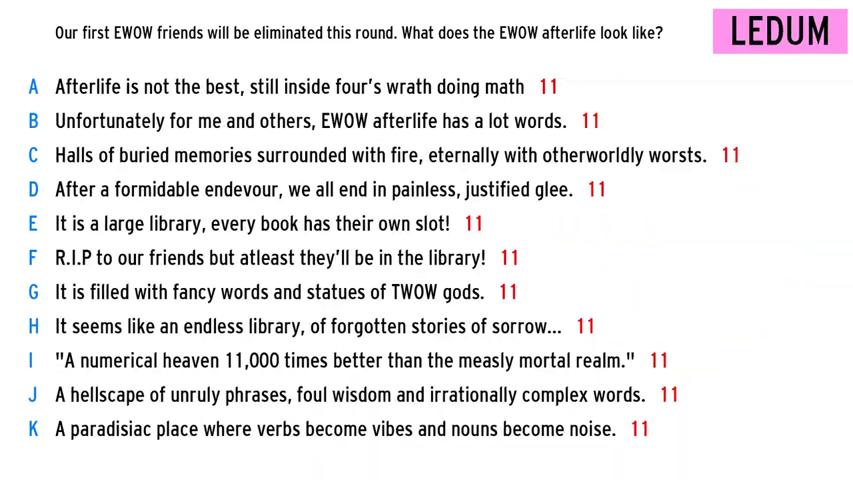 Our first EWOW friends will be eliminated this round. What does the EWOW afterlife look like?
LEDUM
A Afterlife is not the best, still inside four's wrath doing math 11
B Unfortunately for me and others, EWOW afterlife has a lot words. 11
C Halls of buried memories surrounded with fire, eternally with otherworldly worsts. 11
D After a formidable endevour, we all end in painless, justified glee. 11
E It is a large library, every book has their own slot! 11
F R.I.P to our friends but atleast they'll be in the library! 11
G It is filled with fancy words and statues of TWOW gods. 11
H It seems like an endless library, of forgotten stories of sorrow... 11
I "A numerical heaven 11,000 times better than the measly mortal realm." 11
J A hellscape of unruly phrases, foul wisdom and irrationally complex words. 11
K A paradisiac place where verbs become vibes and nouns become noise. 11